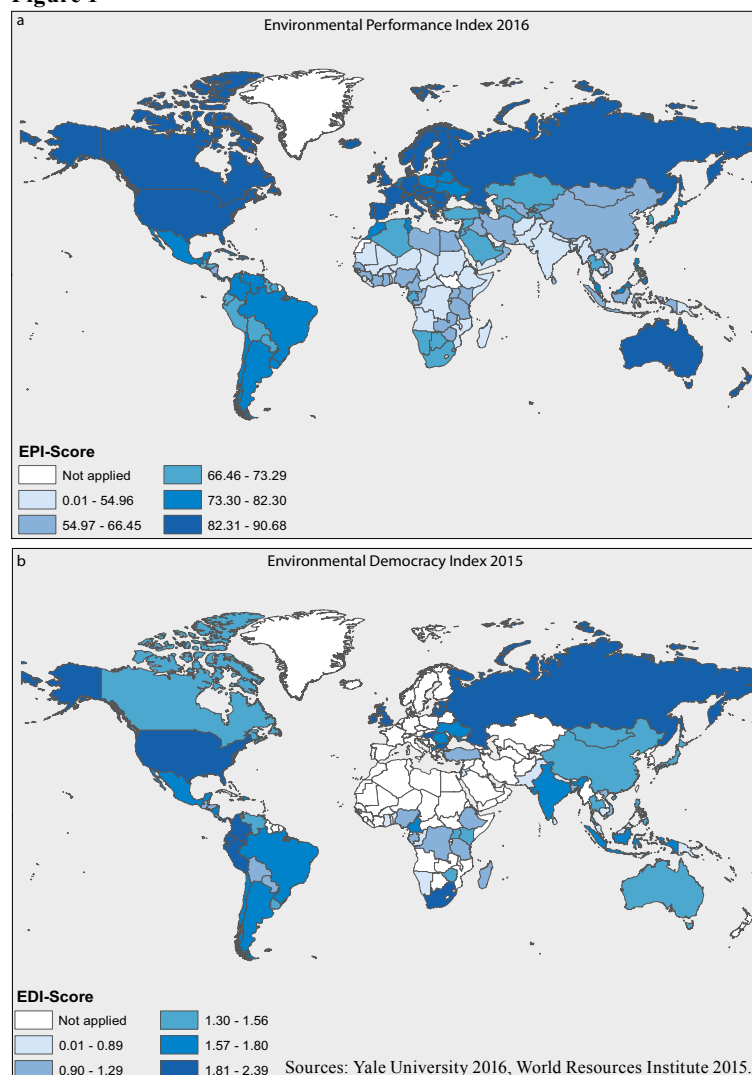 a
Environmental Performance Index 2016
EPI-Score
Not applied
66.46 - 73.29
0.01 - 54.96
73.30 - 82.30
54.97 - 66.45
82.31 - 90.68
b
Environmental Democracy Index 2015
EDI-Score
Not applied
1.30 - 1.56
0.01 - 0.89
1.57 - 1.80
0.90 - 1.29
1.81 - 2.39
Sources: Yale University 2016, World Resources Institute 2015.